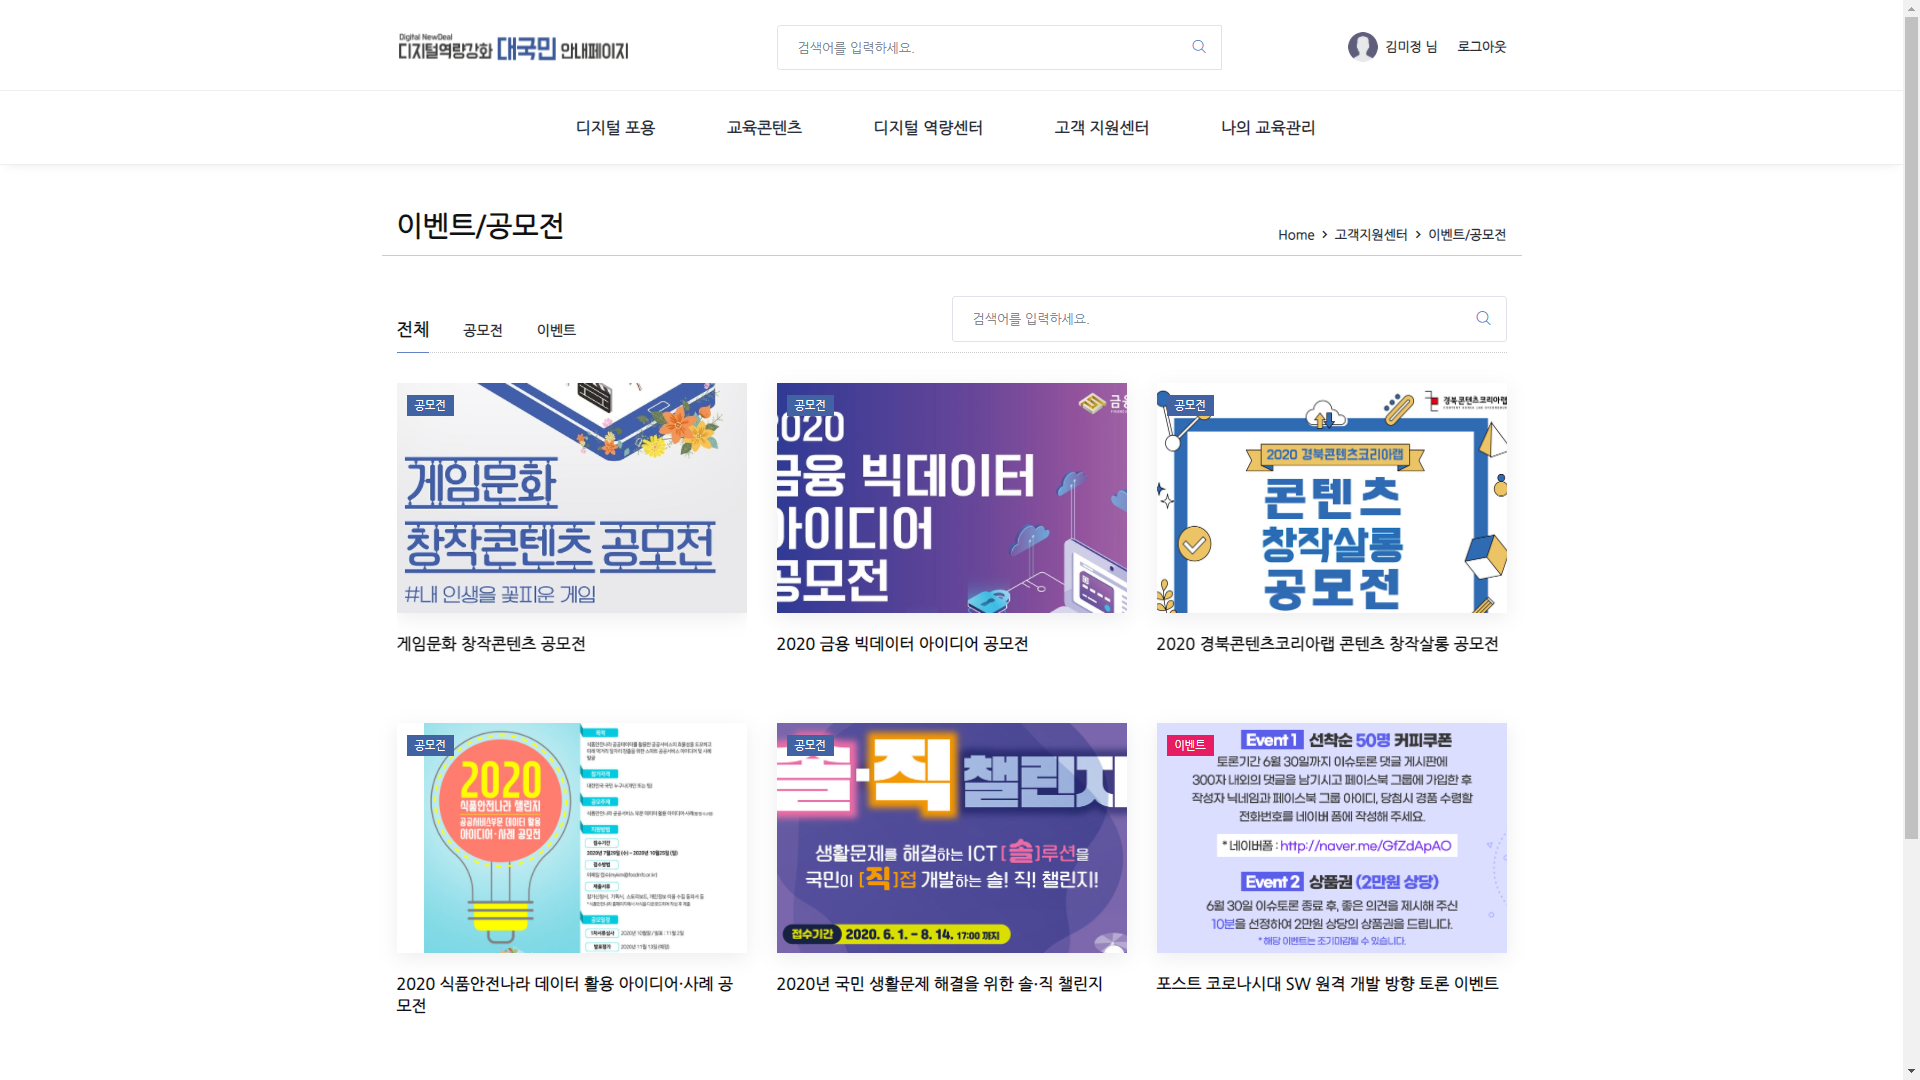 Digital NewDeal
디지털역량강화 대국민 안내페이지
검색어를 입력하세요.
김미정 님
로그아웃
디지털 포용
교육콘텐츠
디지털 역량센터
고객 지원센터
나의 교육관리
이벤트/공모전
Home > 고객지원센터 > 이벤트/공모전
전체
공모전
이벤트
검색어를 입력하세요.
공모전
게임문화
창작콘텐츠 공모전
#내 인생을 꽃피운 게임
게임문화 창작콘텐츠 공모전
공모전
2020
금융 빅데이터
아이디어
공모전
2020 금융 빅데이터 아이디어 공모전
공모전
경북콘텐츠코리아랩
2020 경북콘텐츠코리아랩
콘텐츠
창작살롱
공모전
2020 경북콘텐츠코리아랩 콘텐츠 창작살롱 공모전
공모전
2020
식품안전나라 챌린지
공공서비스부문 데이터 활용
아이디어·사례 공모전
접수기간
2020년 식품안전나라 데이터 활용 아이디어·사례 공
모전
공모전
솔·직 챌린지
생활문제를 해결하는 ICT [솔]루션을
국민이 [직]접 개발하는 솔! 직! 챌린지!
접수기간 2020. 6. 1. - 8. 14. 17:00 까지
2020년 국민 생활문제 해결을 위한 솔·직 챌린지
이벤트
Event 1 선착순 50명 커피쿠폰
토론기간 6월 30일까지 이슈토론 댓글 게시판에
300자 내외의 댓글을 남기시고 페이스북 그룹에 가입한 후
작성자 닉네임과 페이스북 그룹 아이디, 당첨시 경품 수령할
전화번호를 네이버 폼에 작성해 주세요.
* 네이버폼 : http://naver.me/GfZdApAO
Event 2 상품권 (2만원 상당)
6월 30일 이슈토론 종료 후, 좋은 의견을 제시해 주신
10분을 선정하여 2만원 상당의 상품권을 드립니다.
* 해당 이벤트는 조기마감될 수 있습니다.
포스트 코로나시대 SW 원격 개발 방향 토론 이벤트